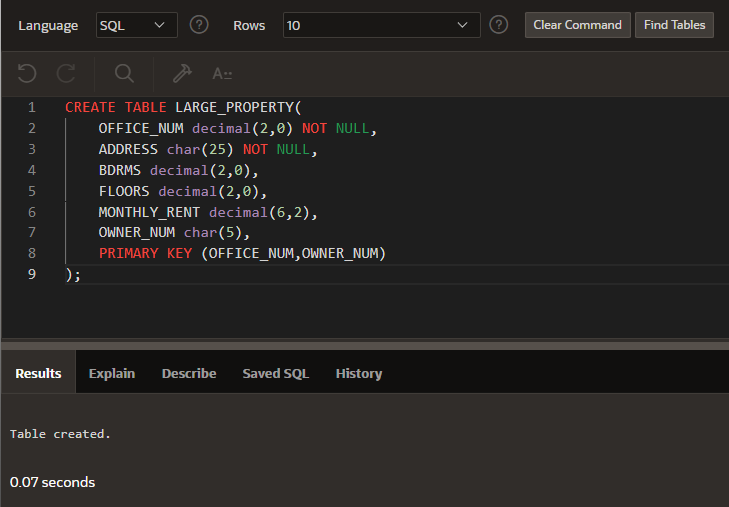 Language SQL ? Rows 10 ? Clear Command Find Tables
A
1 CREATE TABLE LARGE_PROPERTY(
2 OFFICE_NUM decimal(2,0) NOT NULL,
3 ADDRESS char(25) NOT NULL,
4 BDRMS decimal(2,0),
5 FLOORS decimal(2,0),
6 MONTHLY_RENT decimal(6,2),
7 OWNER_NUM char(5),
8 PRIMARY KEY (OFFICE_NUM,OWNER_NUM)
9 );
Results Explain Describe Saved SQL History
Table created.
0.07 seconds